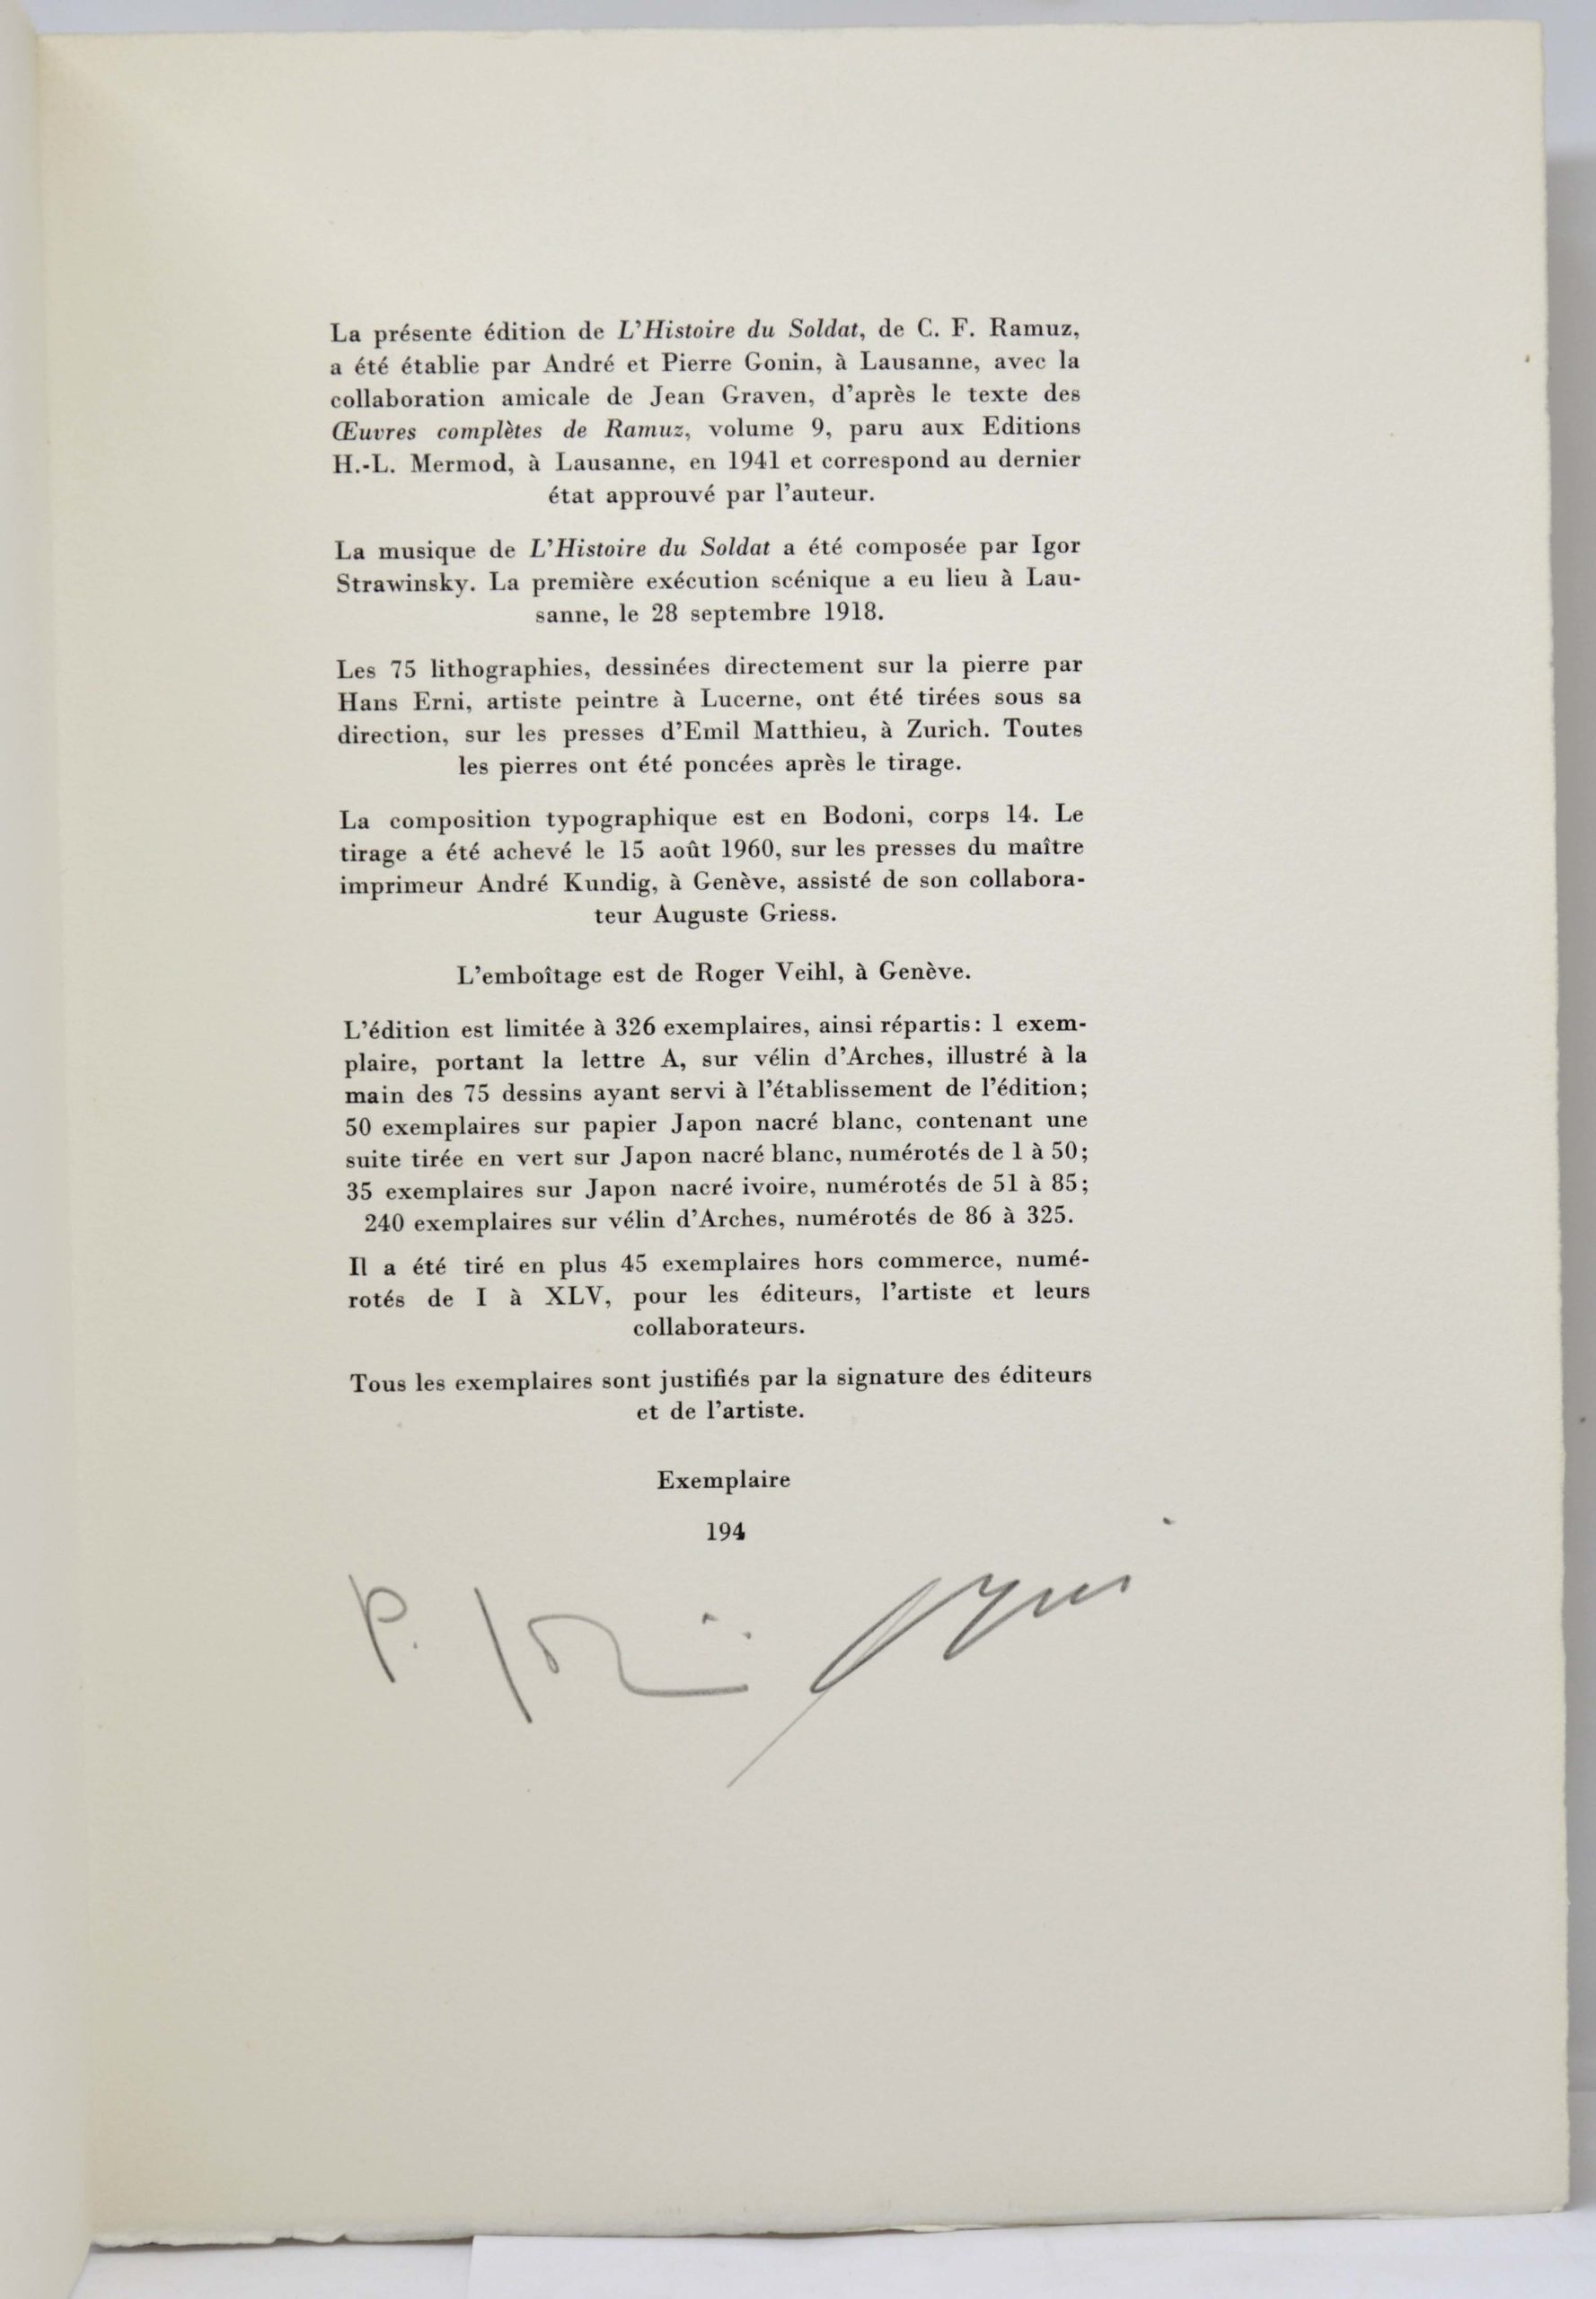 La présente édition de L'Histoire du Soldat, de C. F. Ramuz,
a été établie par André et Pierre Gonin, à Lausanne, avec la
collaboration amicale de Jean Graven, d'après le texte des
Œuvres complètes de Ramuz, volume 9, paru aux Editions
H.-L. Mermod, à Lausanne, en 1941 et correspond au dernier
état approuvé par l'auteur.
La musique de L'Histoire du Soldat a été composée par Igor
Strawinsky. La première exécution scénique a eu lieu à Lau-
sanne, le 28 septembre 1918.
Les 75 lithographies, dessinées directement sur la pierre par
Hans Erni, artiste peintre à Lucerne, ont été tirées sous sa
direction, sur les presses d'Emil Matthieu, à Zurich. Toutes
les pierres ont été poncées après le tirage.
La composition typographique est en Bodoni, corps 14. Le
tirage a été achevé le 15 août 1960, sur les presses du maître
imprimeur André Kundig, à Genève, assisté de son collabora-
teur Auguste Griess.
L'emboîtage est de Roger Veihl, à Genève.
L'édition est limitée à 326 exemplaires, ainsi répartis: 1 exem-
plaire, portant la lettre A, sur vélin d'Arches, illustré à la
main des 75 dessins ayant servi à l'établissement de l'édition;
50 exemplaires sur papier Japon nacré blanc, contenant une
suite tirée en vert sur Japon nacré blanc, numérotés de 1 à 50;
35 exemplaires sur Japon nacré ivoire, numérotés de 51 à 85;
240 exemplaires sur vélin d'Arches, numérotés de 86 à 325.
Il a été tiré en plus 45 exemplaires hors commerce, numé-
rotés de I à XLV, pour les éditeurs, l'artiste et leurs
collaborateurs.
Tous les exemplaires sont justifiés par la signature des éditeurs
et de l'artiste.
Exemplaire
194